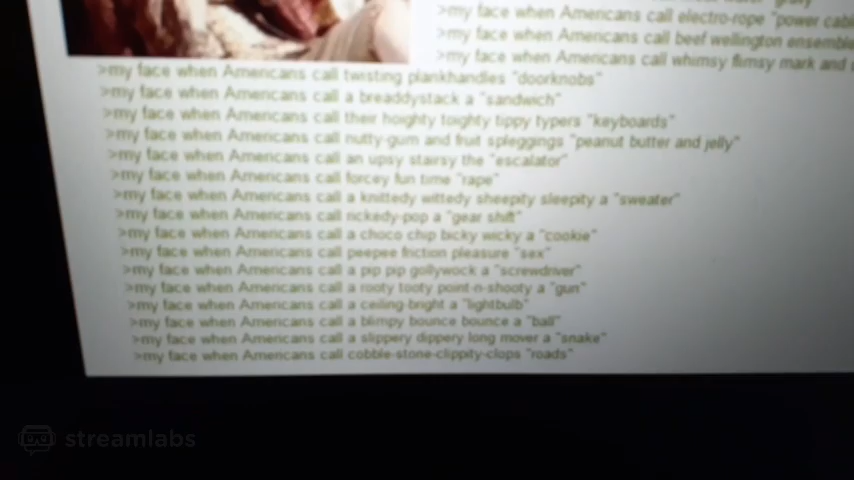 gravy"
>my face when Americans call electro-rope "power cabl
>my face when Americans call beef wellington ensemble
>my face when Americans call whimsy flimsy mark and
>my face when Americans call twisting plankhandles "doorknobs"
>my face when Americans call a breaddystack a "sandwich"
>my face when Americans call their hoighty toighty tippy typers "keyboards"
>my face when Americans call nutty-gum and fruit spleggings "peanut butter and jelly"
>my face when Americans call an upsy stairsy the "escalator"
>my face when Americans call forcey fun time "rape"
>my face when Americans call a knittedy wittedy sheepity sleepity a "sweater"
>my face when Americans call rickedy-pop a "gear shift"
>my face when Americans call a choco chip bicky wicky a "cookie"
>my face when Americans call peepee friction pleasure "sex"
>my face when Americans call a pip pip gollywock a "screwdriver"
>my face when Americans call a rooty tooty point-n-shooty a "gun"
>my face when Americans call a ceiling-bright a "lightbulb"
>my face when Americans call a blimpy bounce bounce a "ball"
>my face when Americans call a slippery dippery long mover a "snake"
>my face when Americans call cobble-stone-clippity-clops "roads"
streamlabs